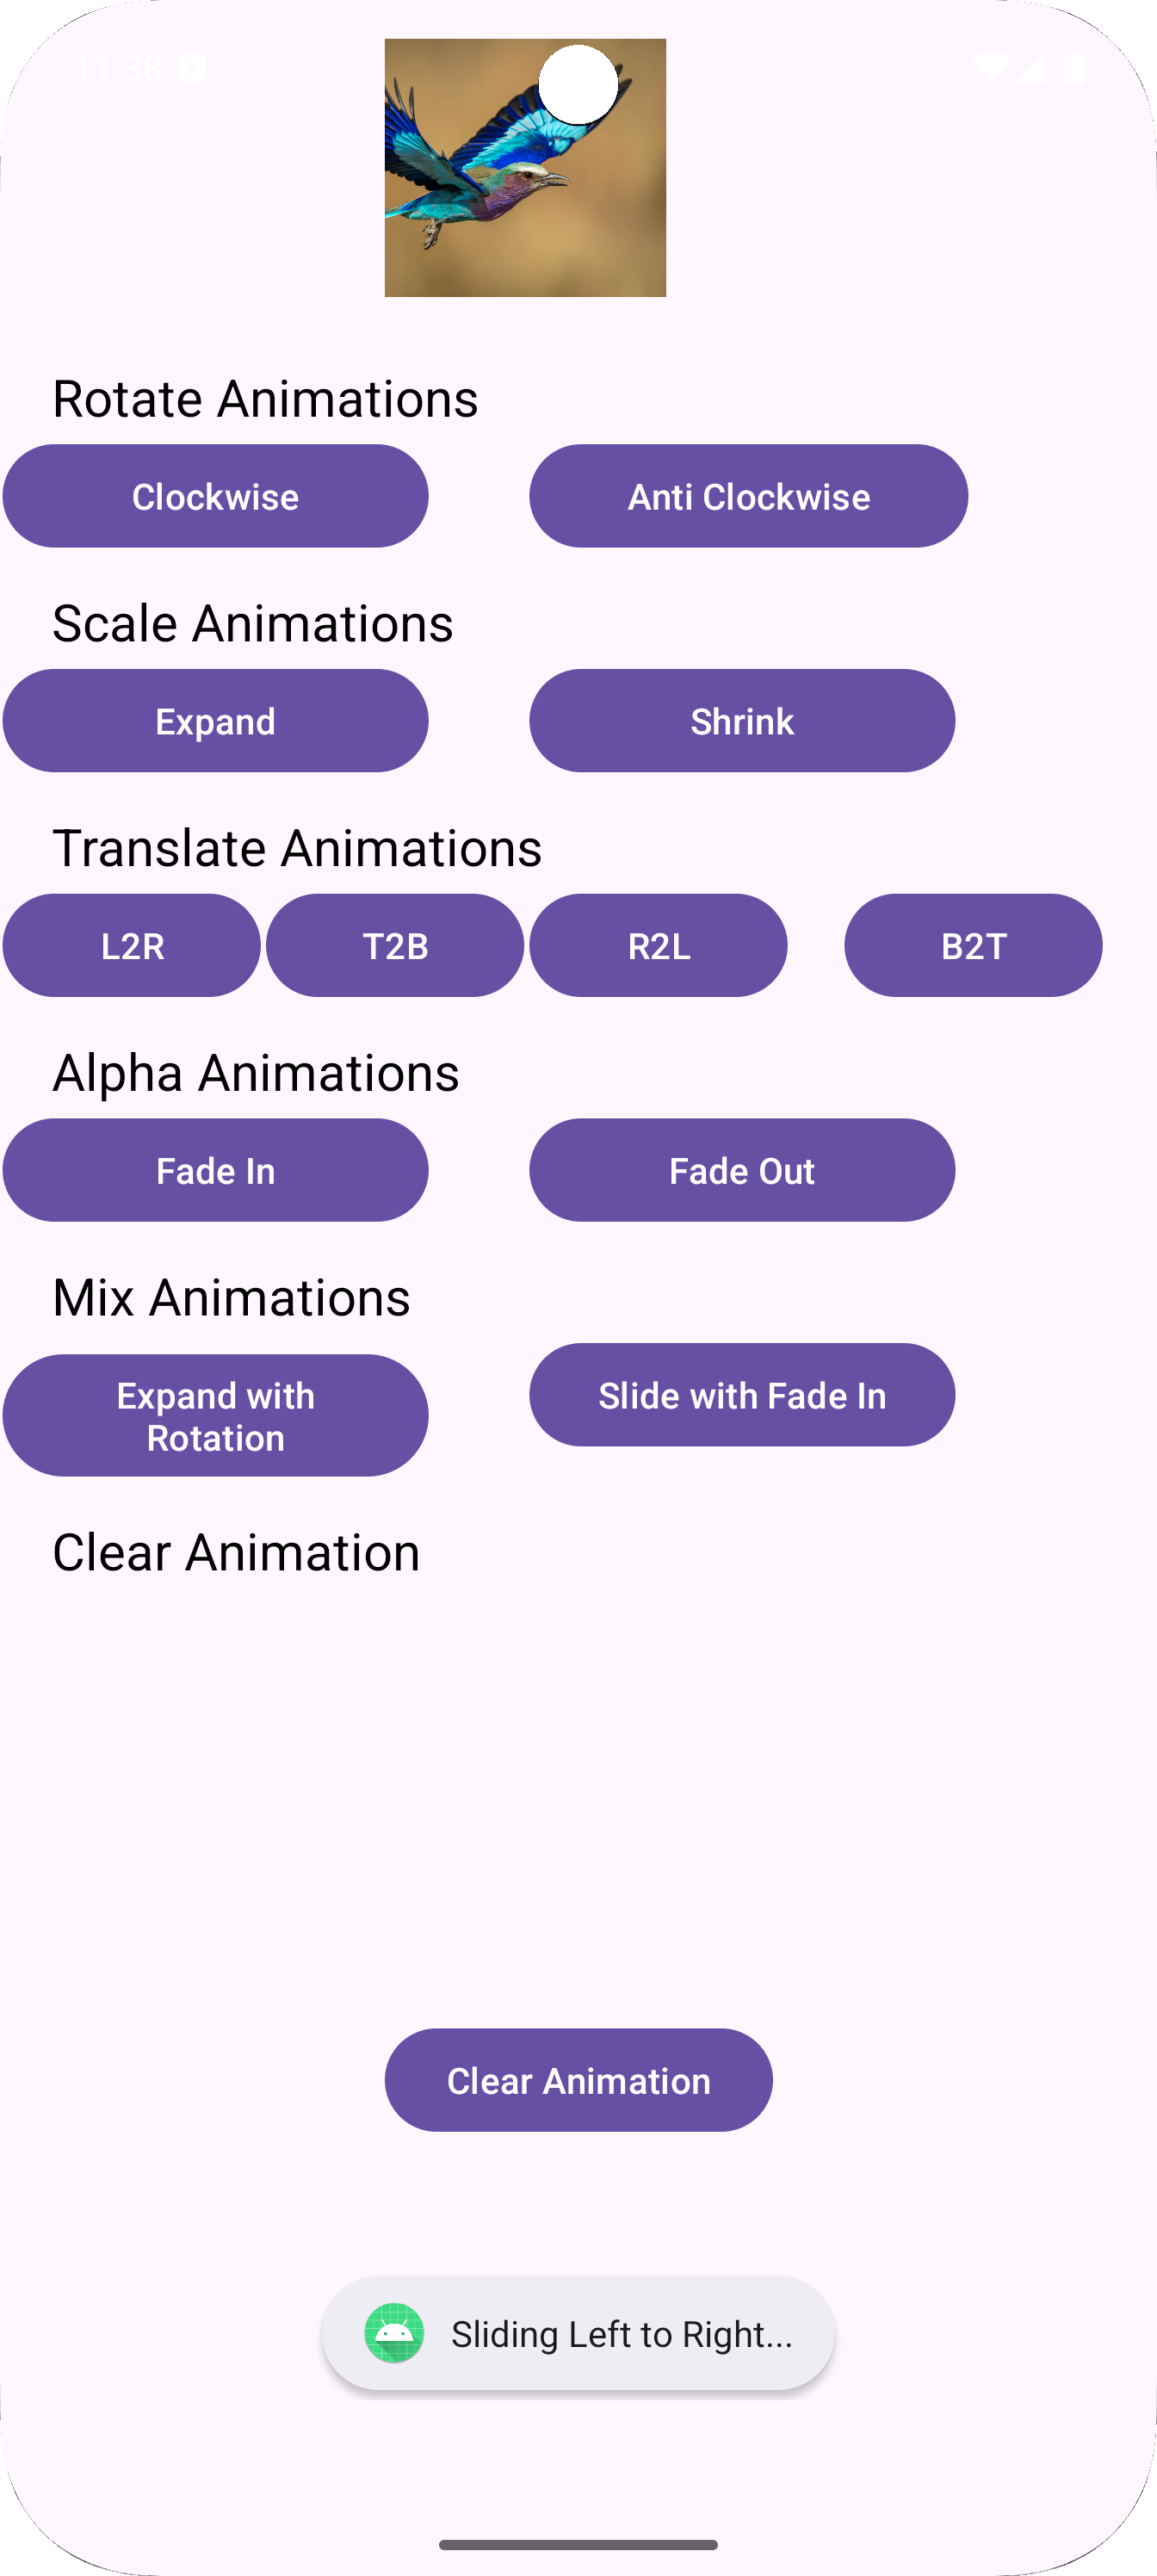 11:38
Rotate Animations
Clockwise
Anti Clockwise
Scale Animations
Expand
Shrink
Translate Animations
L2R
T2B
R2L
B2T
Alpha Animations
Fade In
Fade Out
Mix Animations
Expand with
Rotation
Slide with Fade In
Clear Animation
Clear Animation
Sliding Left to Right...